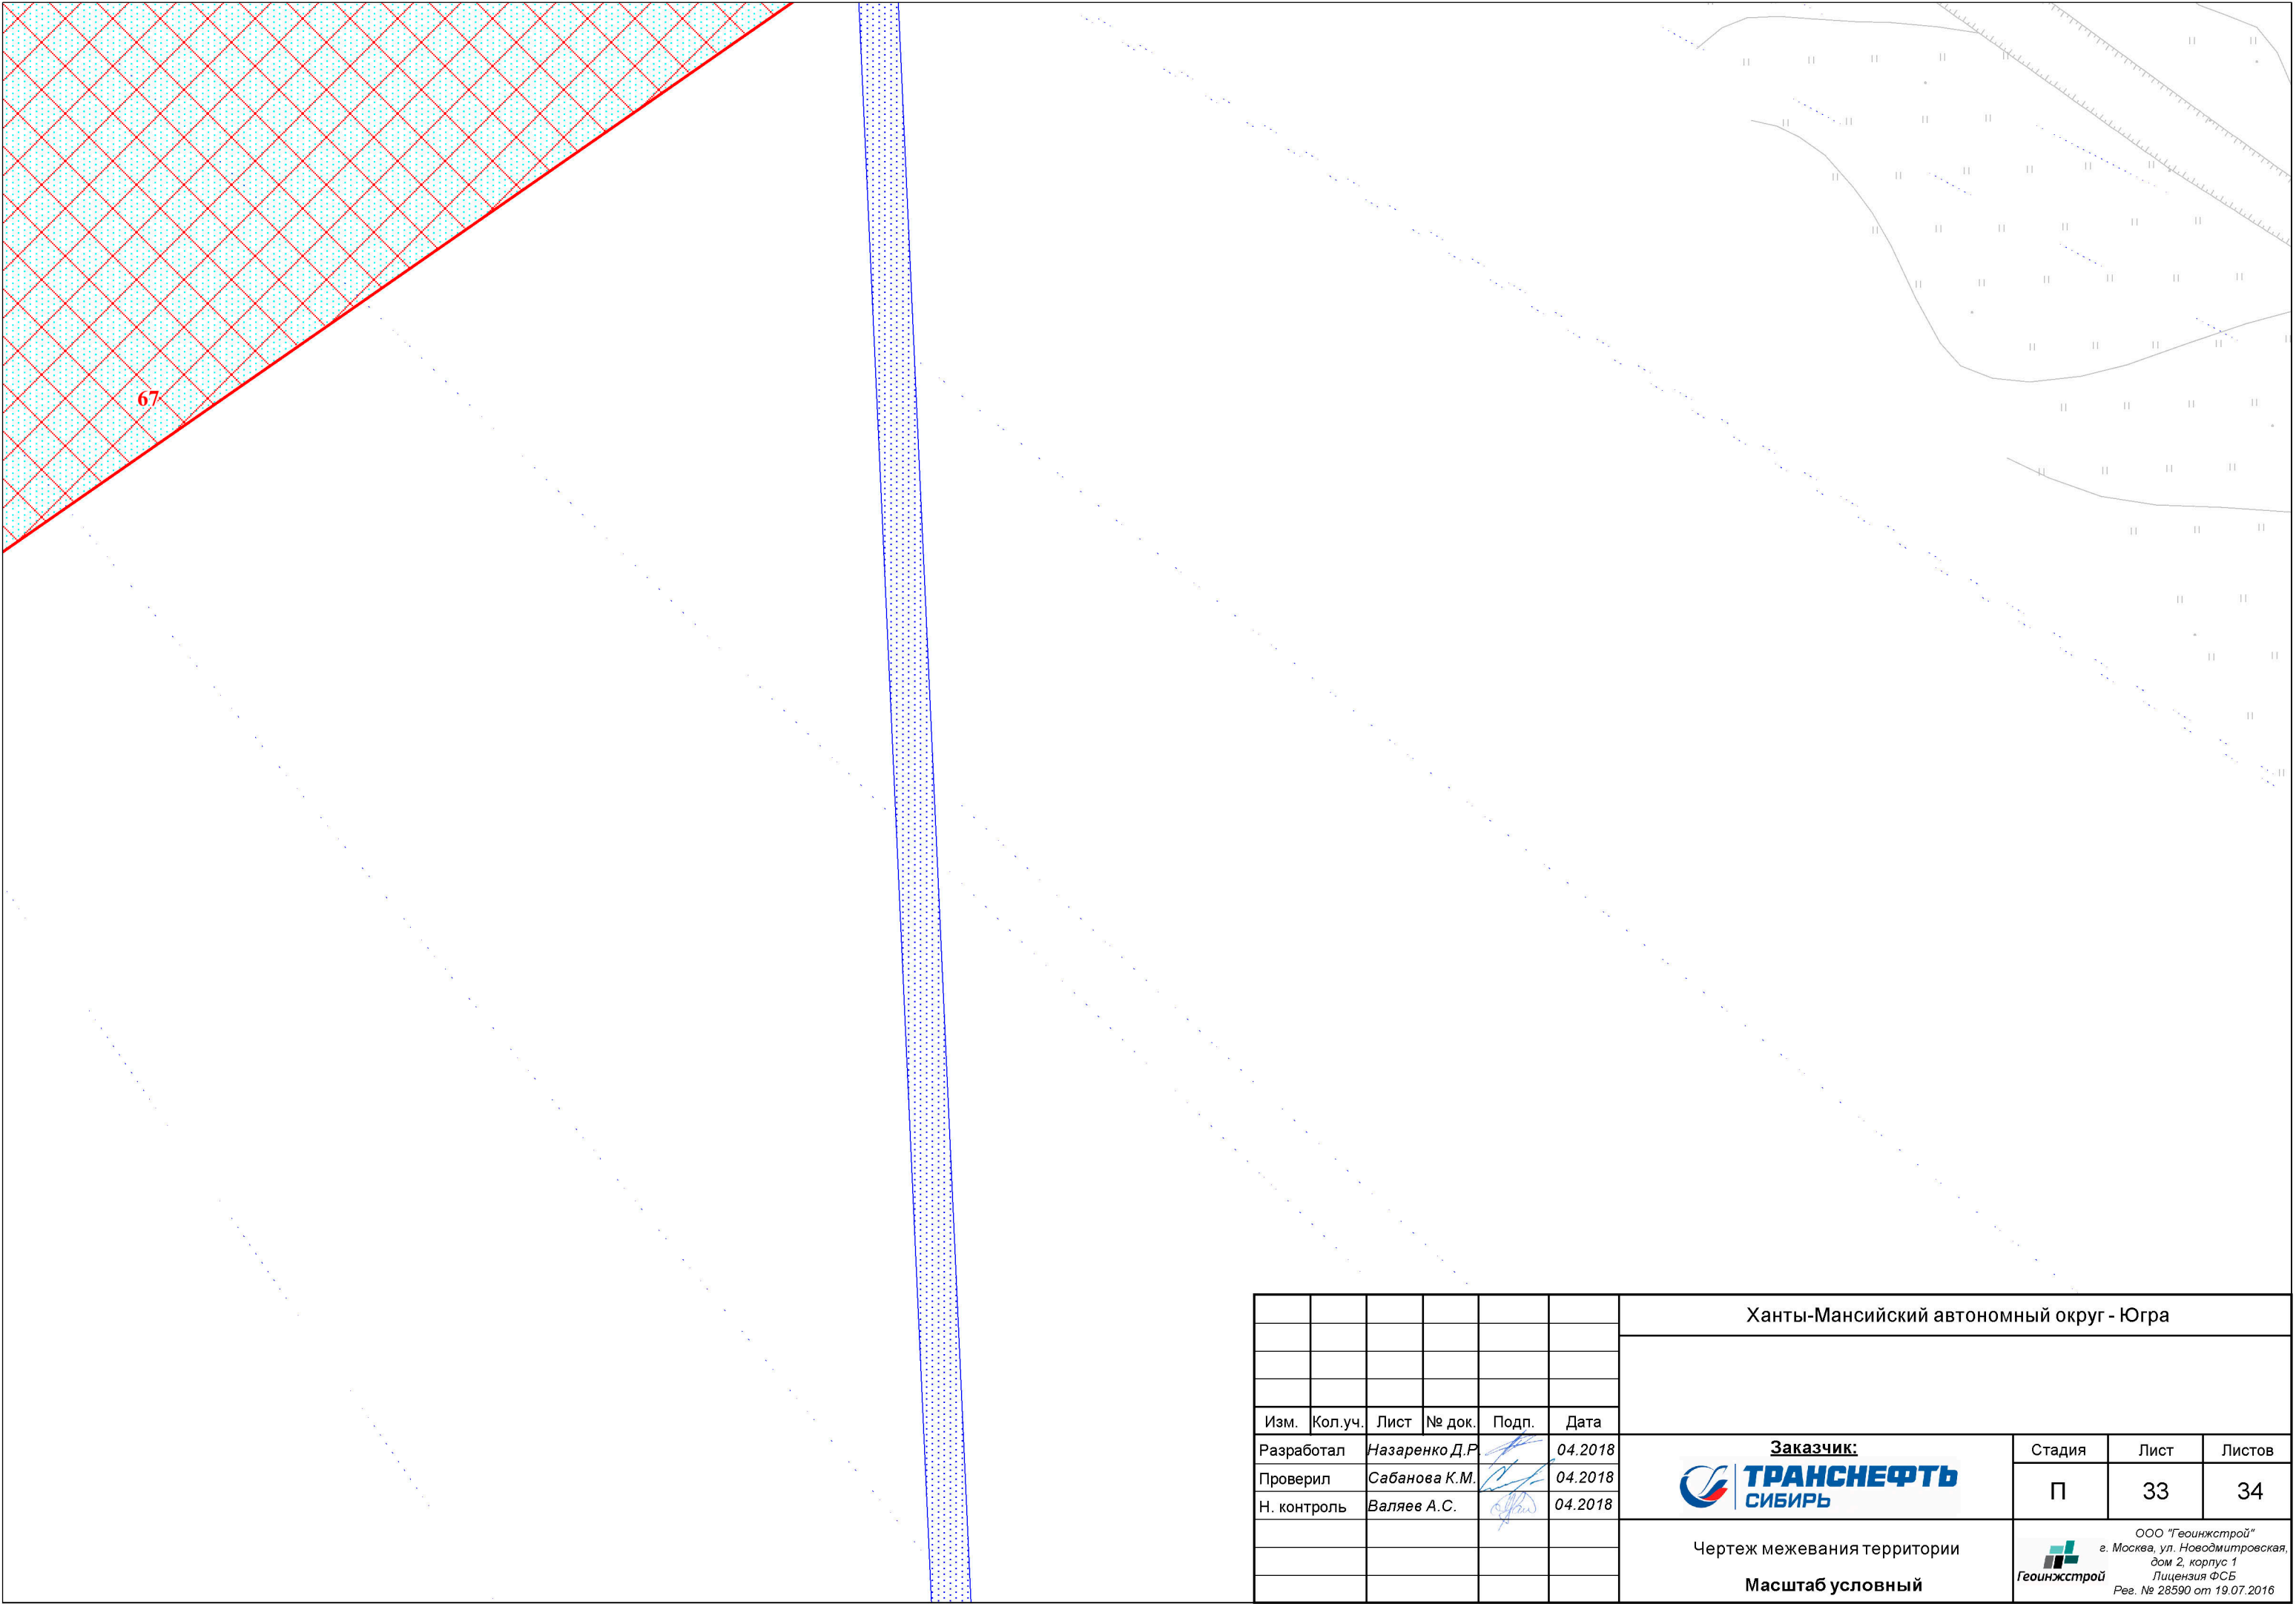 67
Ханты-Мансийский автономный округ - Югра
Изм. Кол.уч. Лист № док. Подп. Дата
Разработал Назаренко Д.Р. 04.2018
Проверил Сабанова К.М. 04.2018
Н. контроль Валяев А.С. 04.2018
Заказчик:
ТРАНСНЕФТЬ
СИБИРЬ
Стадия Лист Листов
П 33 34
Чертеж межевания территории
Масштаб условный
Геоинжстрой
ООО "Геоинжстрой"
г. Москва, ул. Новодмитровская,
дом 2, корпус 1
Лицензия ФСБ
Рег. № 28590 от 19.07.2016